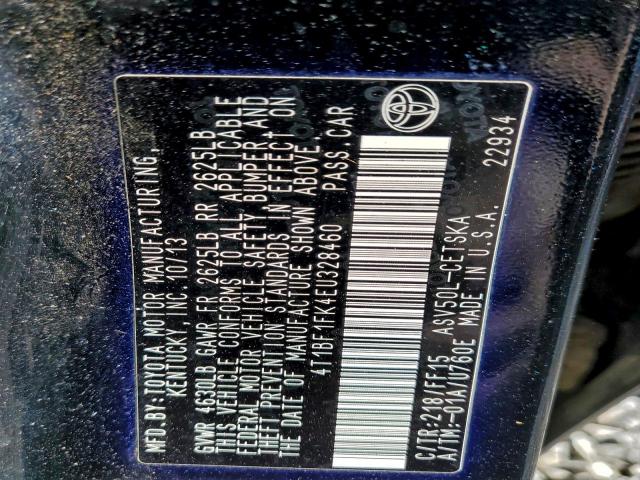 MFD.BY:TOYOTA MOTOR MANUFACTURING,
KENTUCKY, INC. 10/13
GVWR 4630LB GAWR FR 2625LB RR 2625LB
THIS VEHICLE CONFORMS TO ALL APPLICABLE
FEDERAL MOTOR VEHICLE SAFETY, BUMPER, AND
THEFT PREVENTION STANDARDS IN EFFECT ON
THE DATE OF MANUFACTURE SHOWN ABOVE.
4T1BF1FK4EU328460 PASS.CAR
C/TR:218/FF15 ASV50L-CETSKA
A/TM:-01A/U760E MADE IN U.S.A. 22934